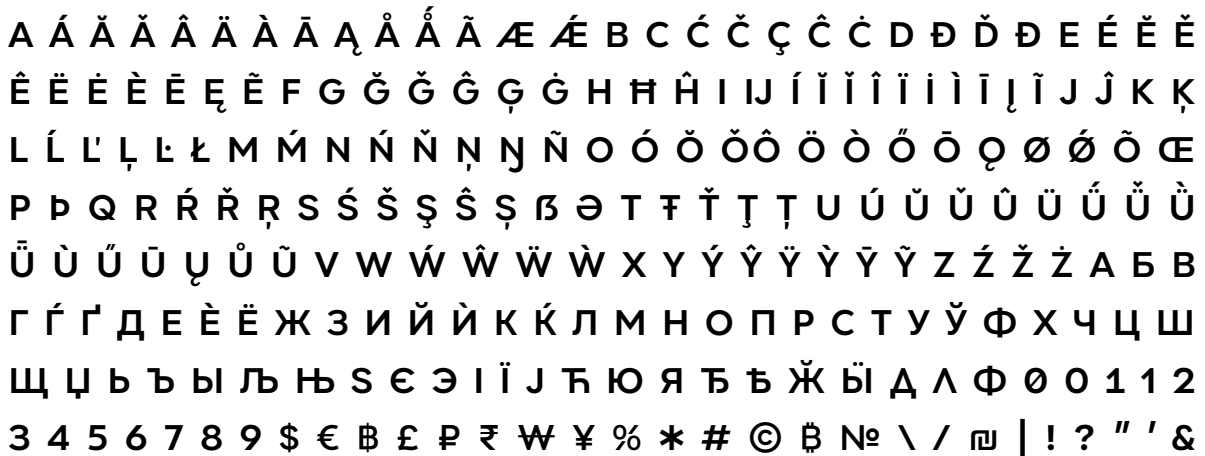 A Á Ă Ǎ Â Ä À Ā Ą Å Ǻ Ã Æ Ǽ B C Ć Č Ç Ĉ Ċ D Ð Ď Đ E É Ĕ Ě
Ê Ë Ė È Ē Ę Ẽ F G Ğ Ǧ Ĝ Ģ Ġ H Ħ Ĥ I IJ Í Ĭ Ǐ Î Ï İ Ì Ī Į Ĩ J Ĵ K Ķ
L Ĺ Ľ Ļ Ŀ Ł M Ḿ N Ń Ň Ņ Ŋ Ñ O Ó Ŏ Ǒ Ô Ö Ò Ő Ō Ǫ Ø Ǿ Õ Œ
P Þ Q R Ŕ Ř Ŗ S Ś Š Ş Ŝ Ș ẞ Ə T Ŧ Ť Ţ Ț U Ú Ŭ Ǔ Û Ü Ǘ Ǚ Ǜ
Ǖ Ù Ű Ū Ų Ů Ũ V W Ẃ Ŵ Ẅ Ẁ X Y Ý Ŷ Ÿ Ỳ Ȳ Ỹ Z Ź Ž Ż А Б В
Г Ѓ Ґ Д Е Ѐ Ё Ж З И Й Ѝ К Ќ Л М Н О П Р С Т У Ў Ф Х Ч Ц Ш
Щ Џ Ь Ъ Ы Љ Њ Ѕ Є Э І Ї Ј Ћ Ю Я Ђ Ѣ Ӂ Ӹ Д Л Ф 0 0 1 1 2
3 4 5 6 7 8 9 $ € ฿ £ ₽ ₹ ₩ ¥ % * # © ₿ № \ / ₪ | ! ? " ' &